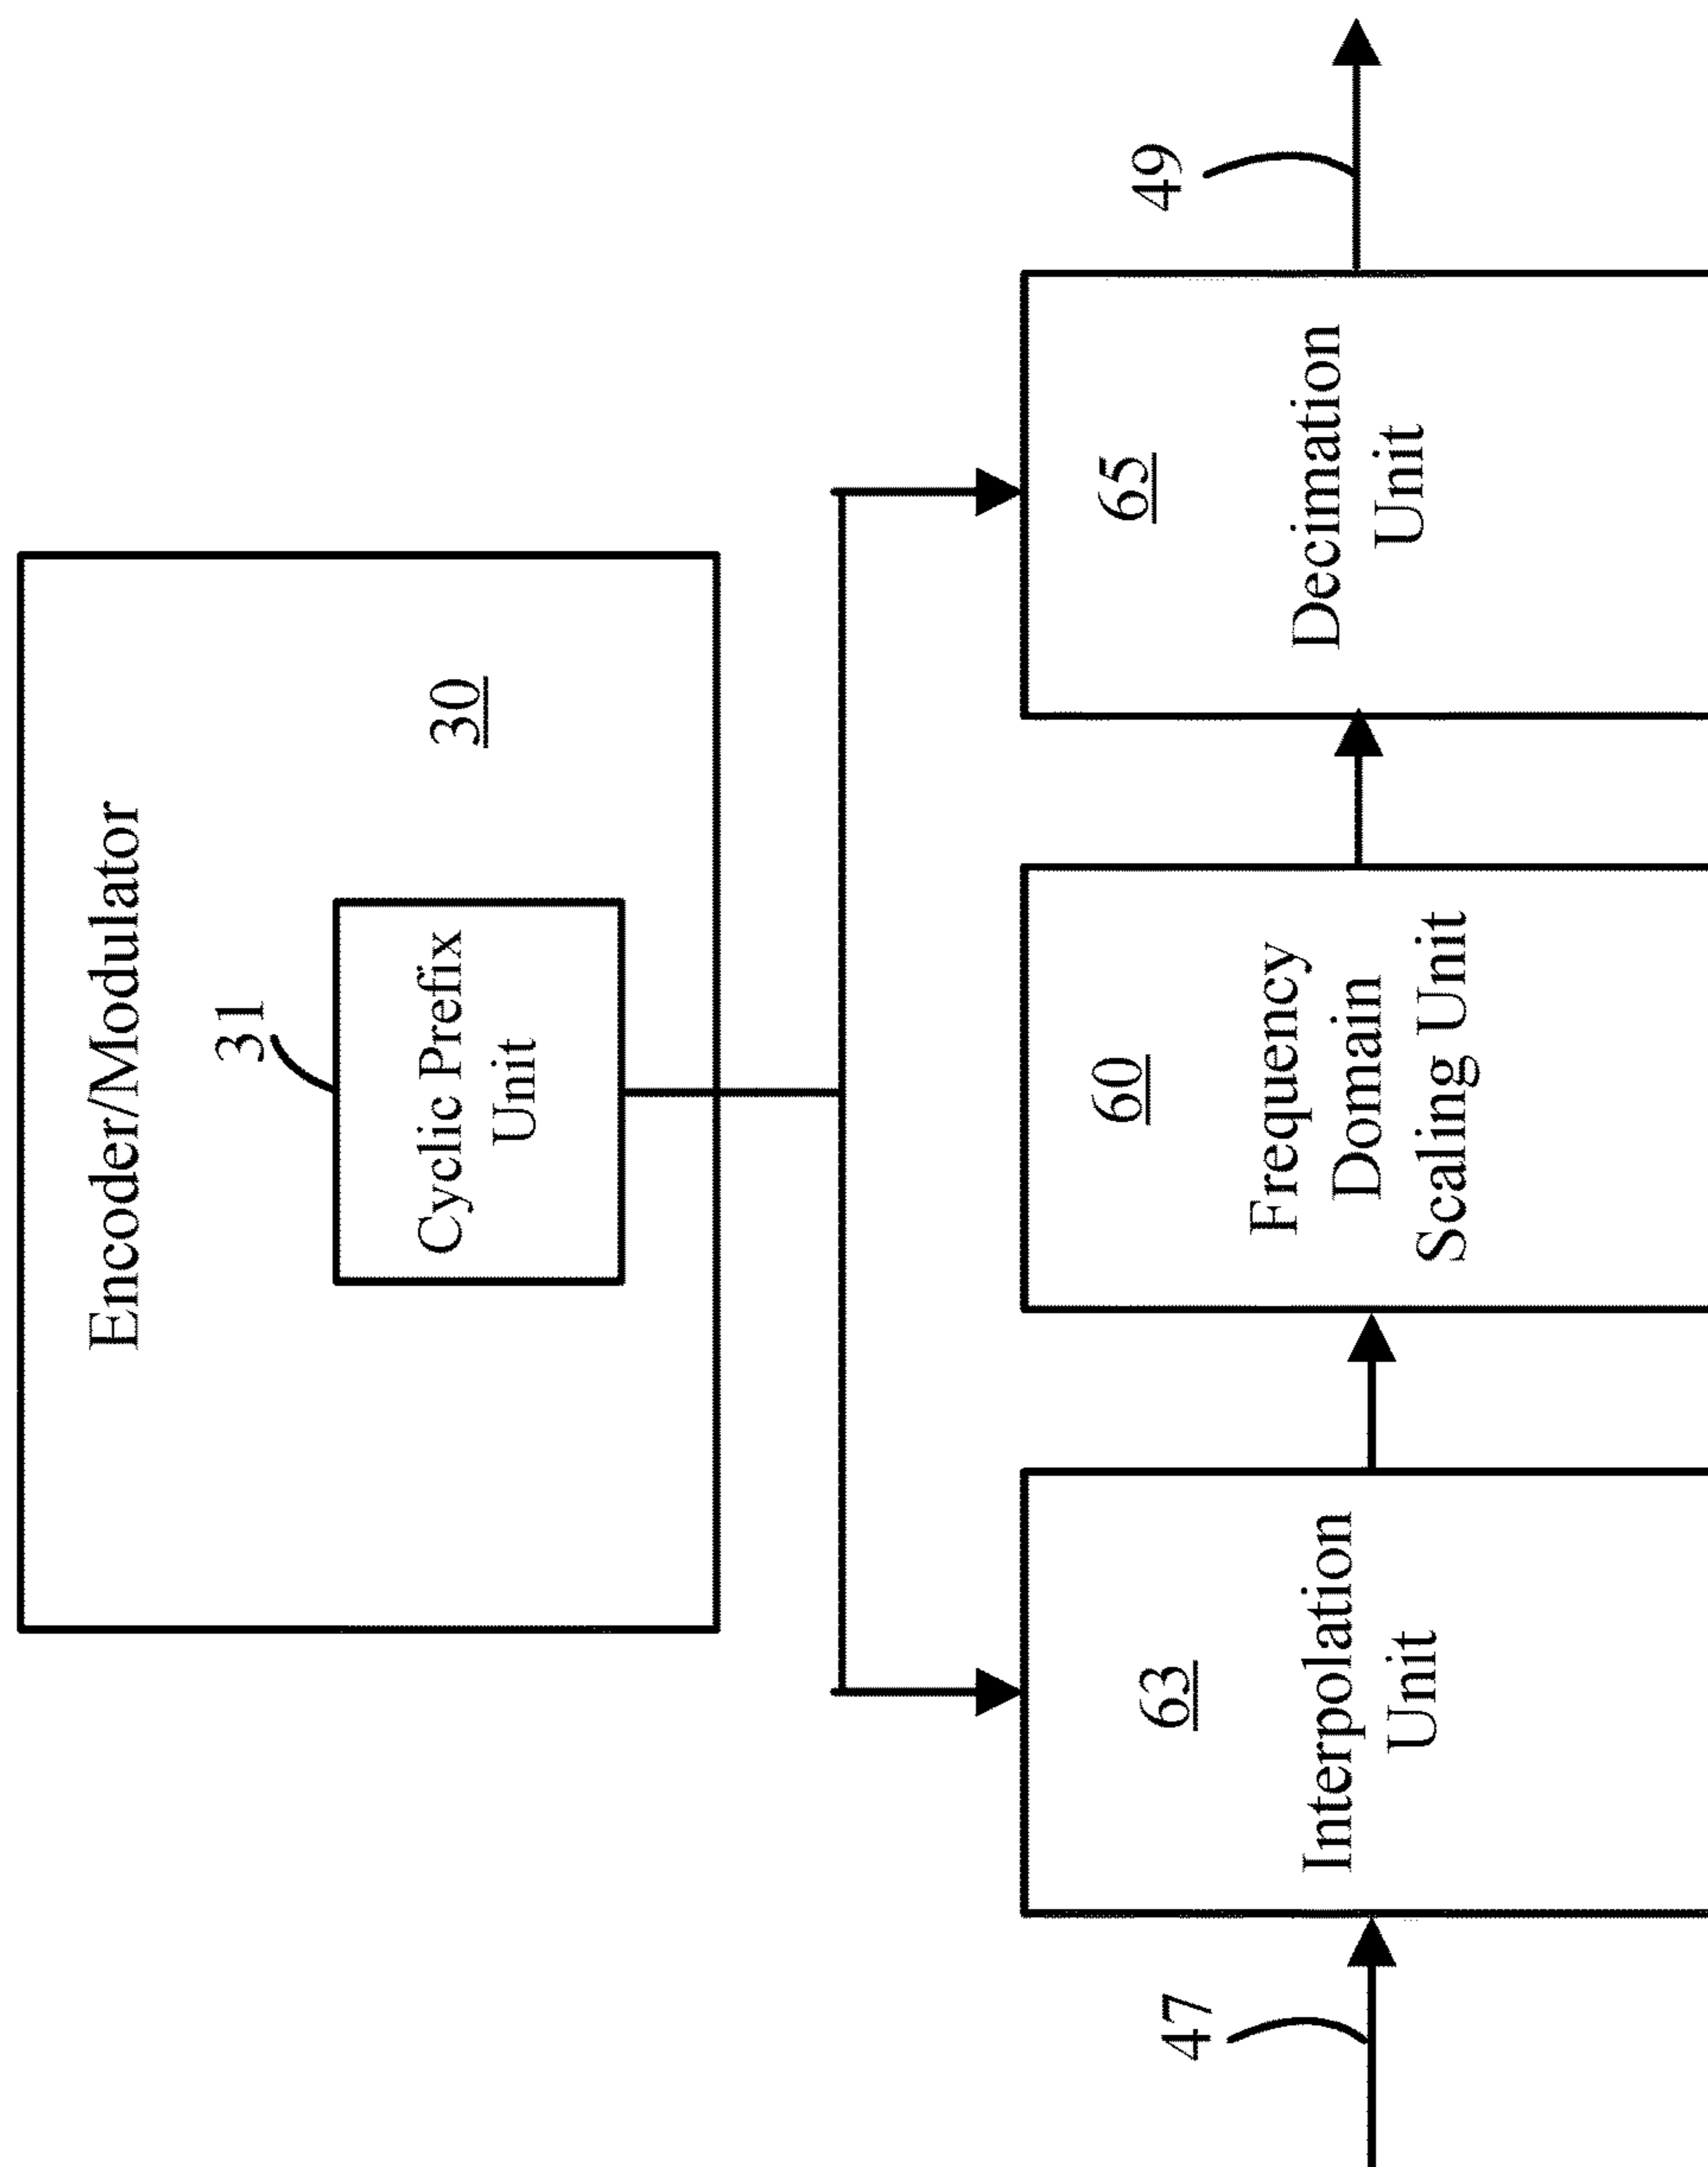 Encoder/Modulator
31
Cyclic Prefix
Unit
30
47
63
Interpolation
Unit
60
Frequency
Domain
Scaling Unit
65
Decimation
Unit
49